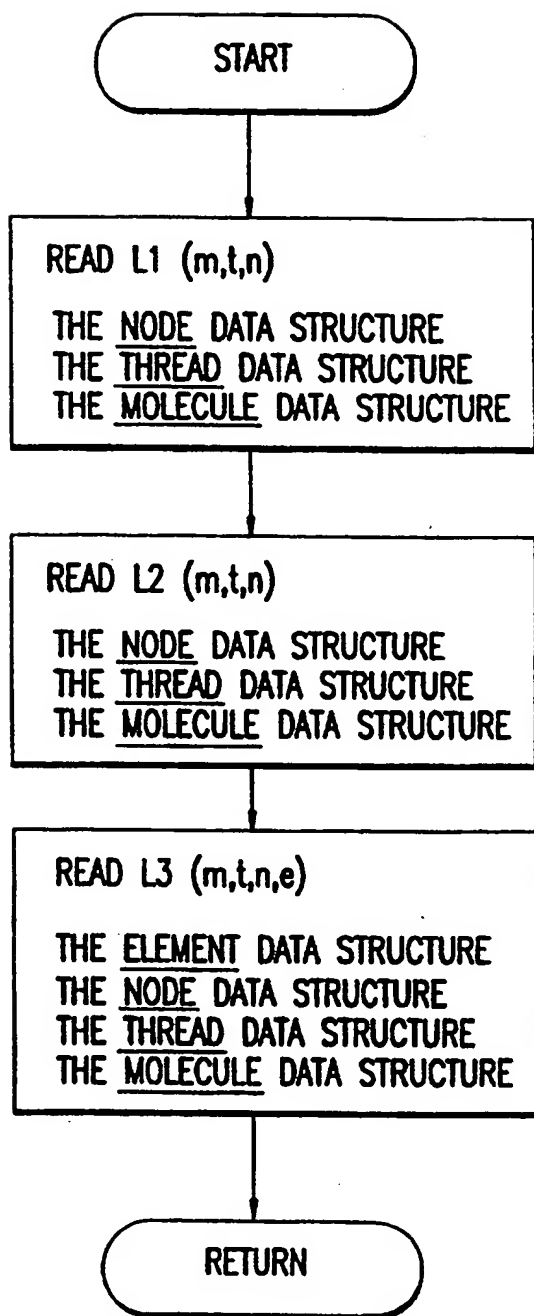 START
READ L1 (m,t,n)
THE NODE DATA STRUCTURE
THE THREAD DATA STRUCTURE
THE MOLECULE DATA STRUCTURE
READ L2 (m,t,n)
THE NODE DATA STRUCTURE
THE THREAD DATA STRUCTURE
THE MOLECULE DATA STRUCTURE
READ L3 (m,t,n,e)
THE ELEMENT DATA STRUCTURE
THE NODE DATA STRUCTURE
THE THREAD DATA STRUCTURE
THE MOLECULE DATA STRUCTURE
RETURN